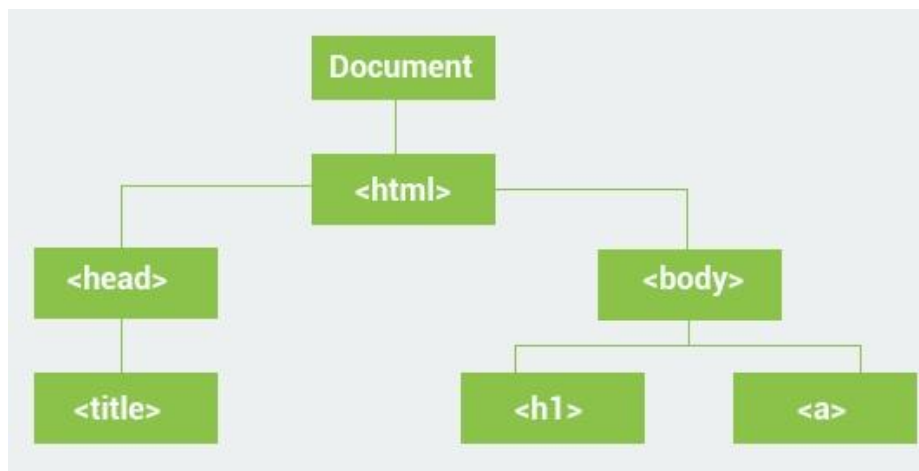 Document
<html>
<head>
<body>
<title>
<h1>
<a>